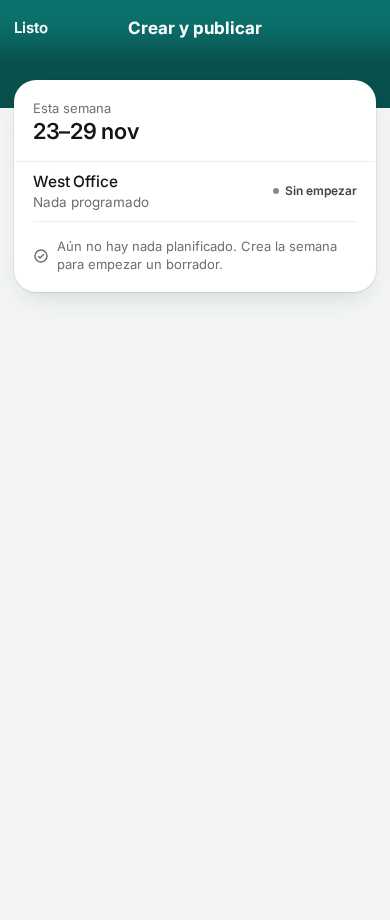 Listo
Crear y publicar
Esta semana
23–29 nov
West Office
Nada programado
Sin empezar
Aún no hay nada planificado. Crea la semana
para empezar un borrador.